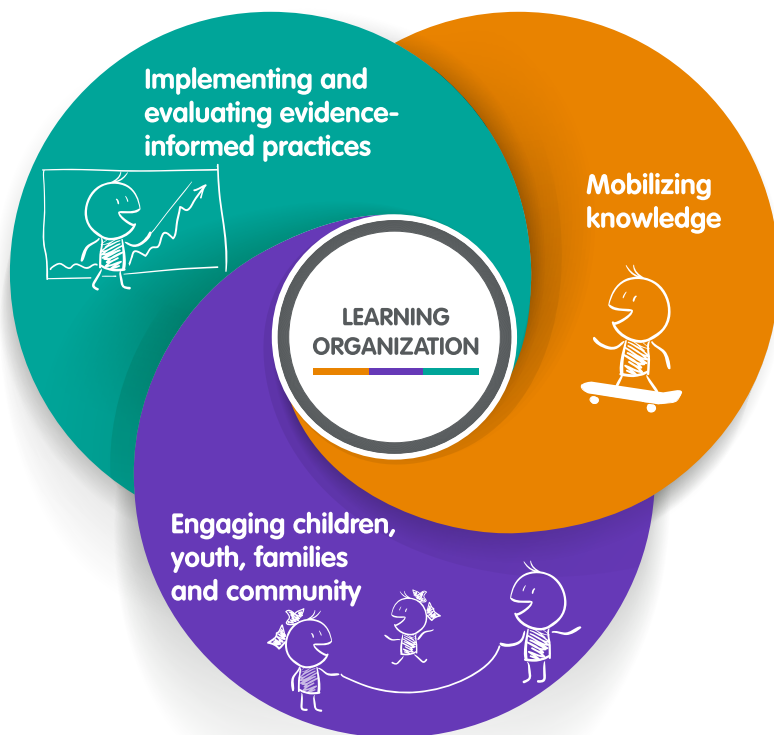 Implementing and
evaluating evidence-
informed practices
Mobilizing
knowledge
LEARNING
ORGANIZATION
Engaging children,
youth, families
and community